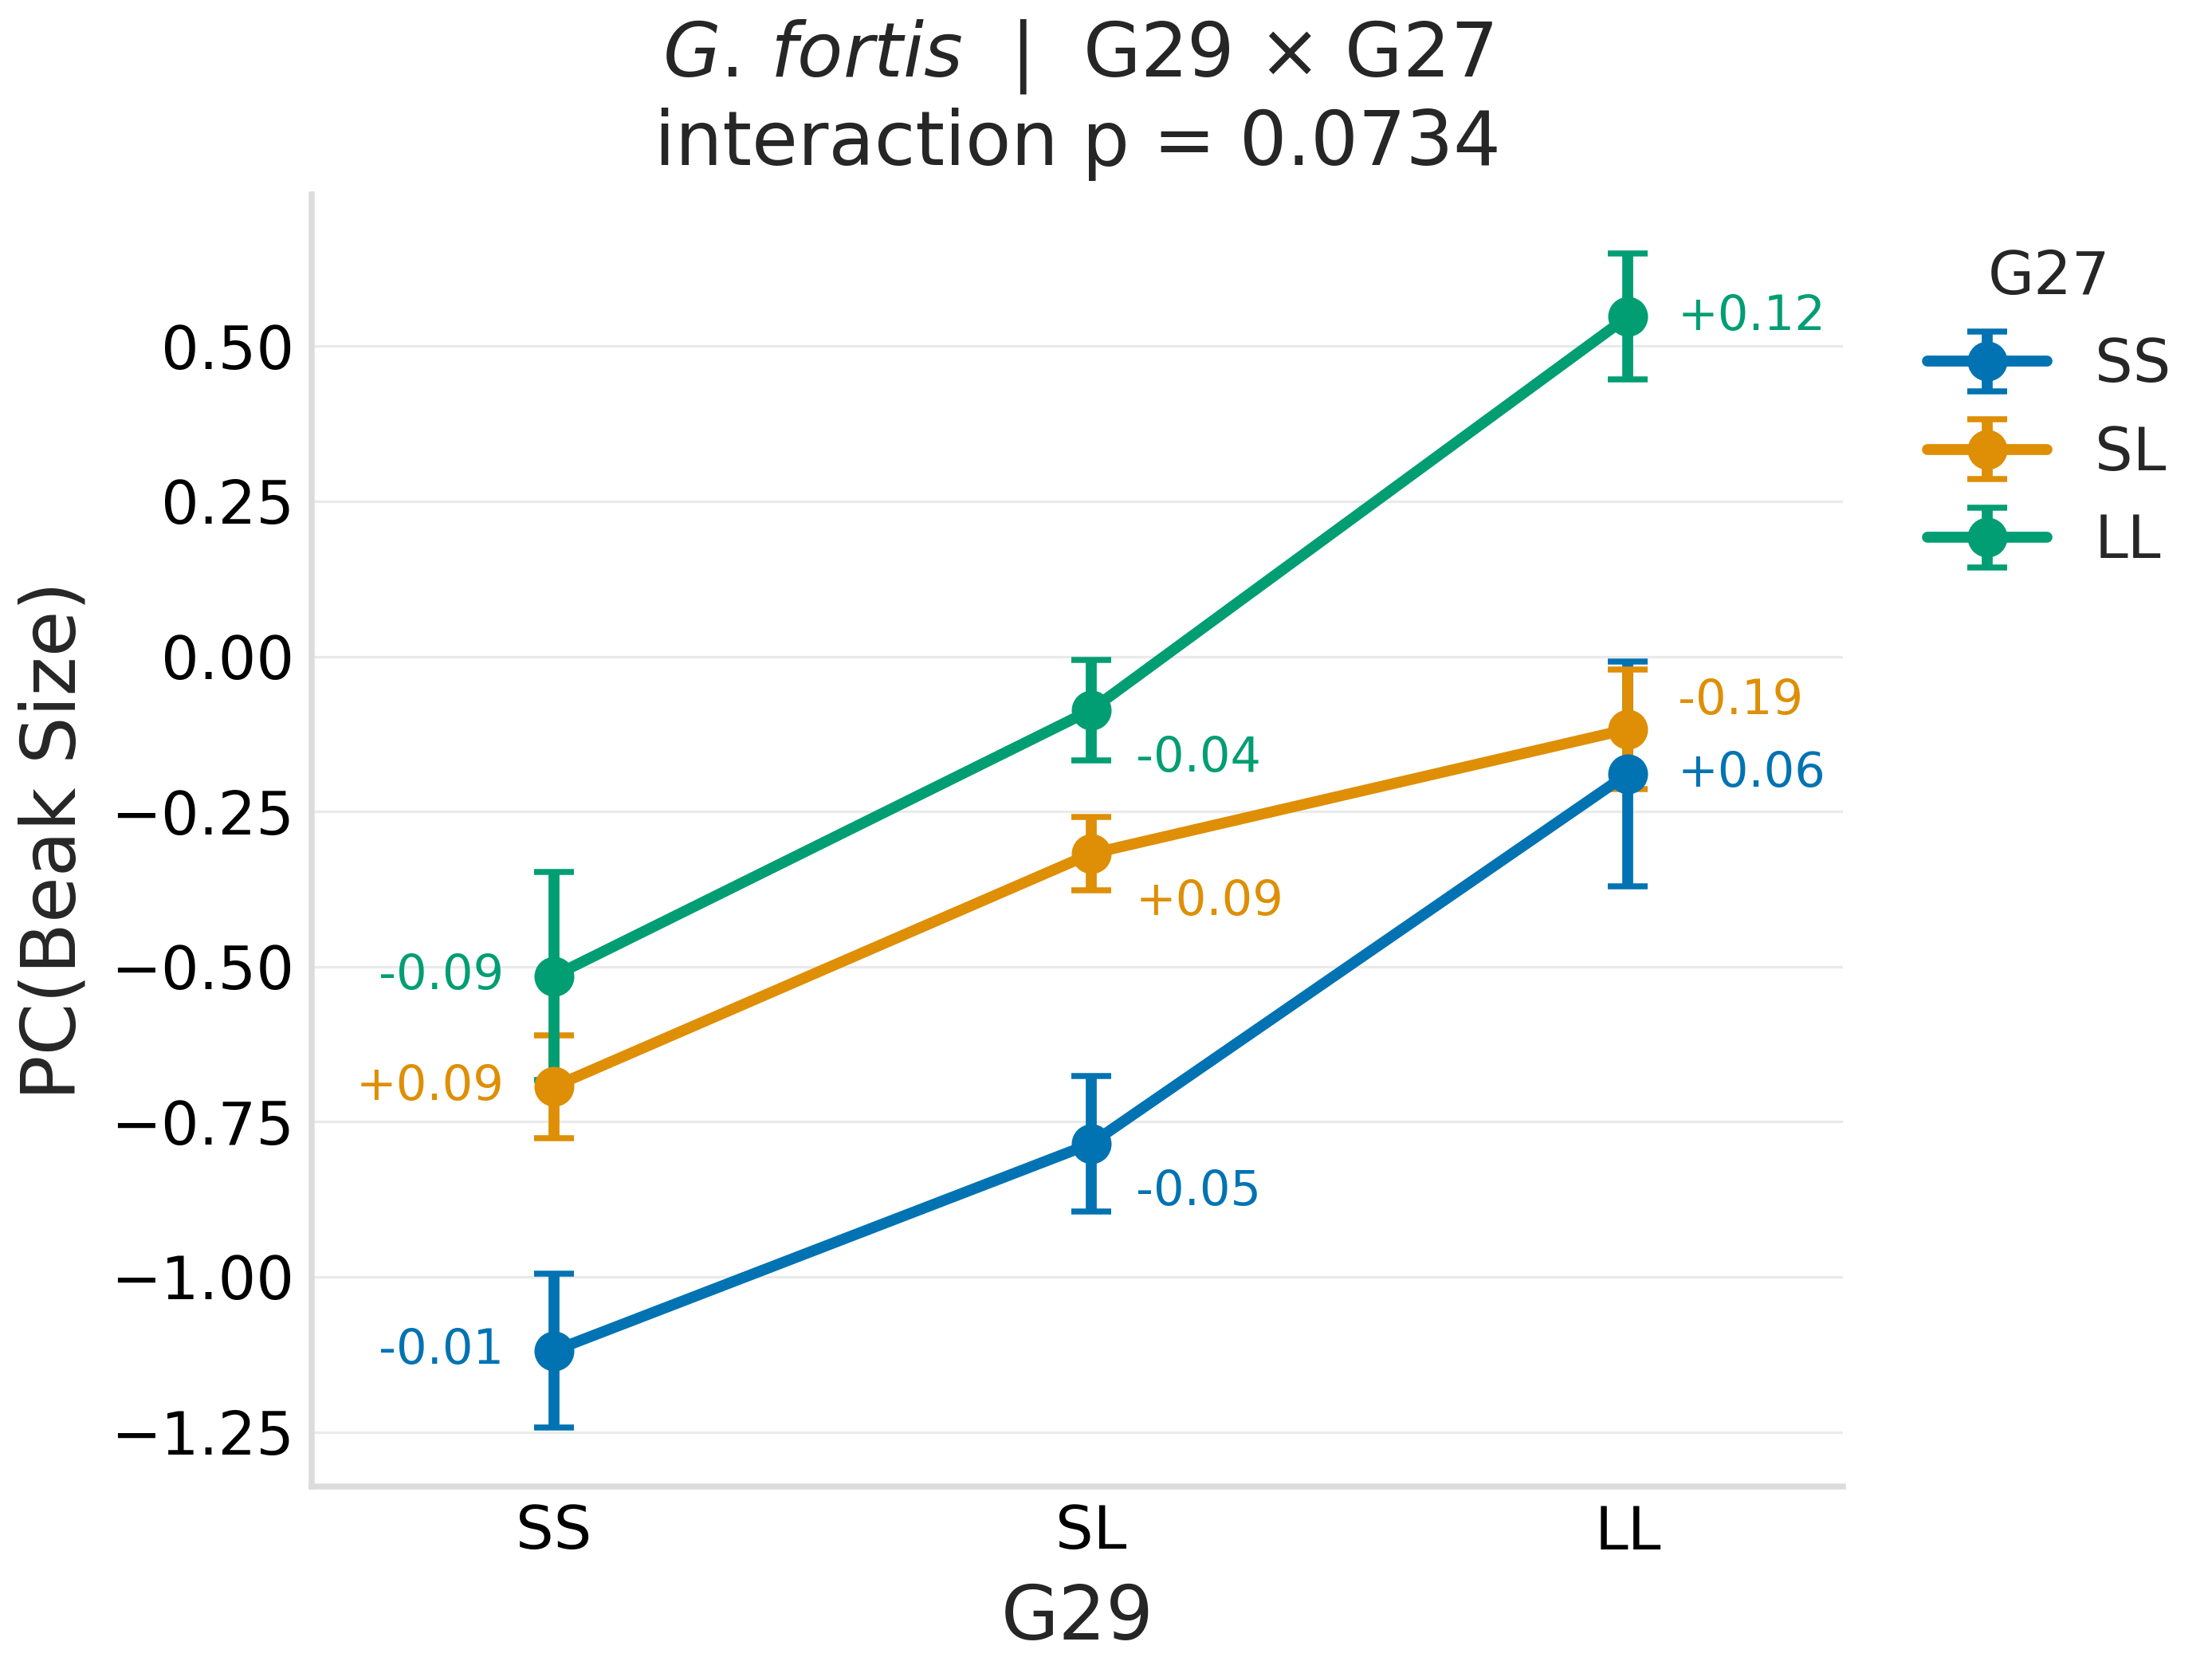 G. fortis | G29 × G27
interaction p = 0.0734
PC(Beak Size)
0.50
0.25
0.00
−0.25
−0.50
−0.75
−1.00
−1.25
+0.12
-0.19
+0.06
-0.04
+0.09
-0.05
-0.09
+0.09
-0.01
SS
SL
LL
G29
G27
SS
SL
LL